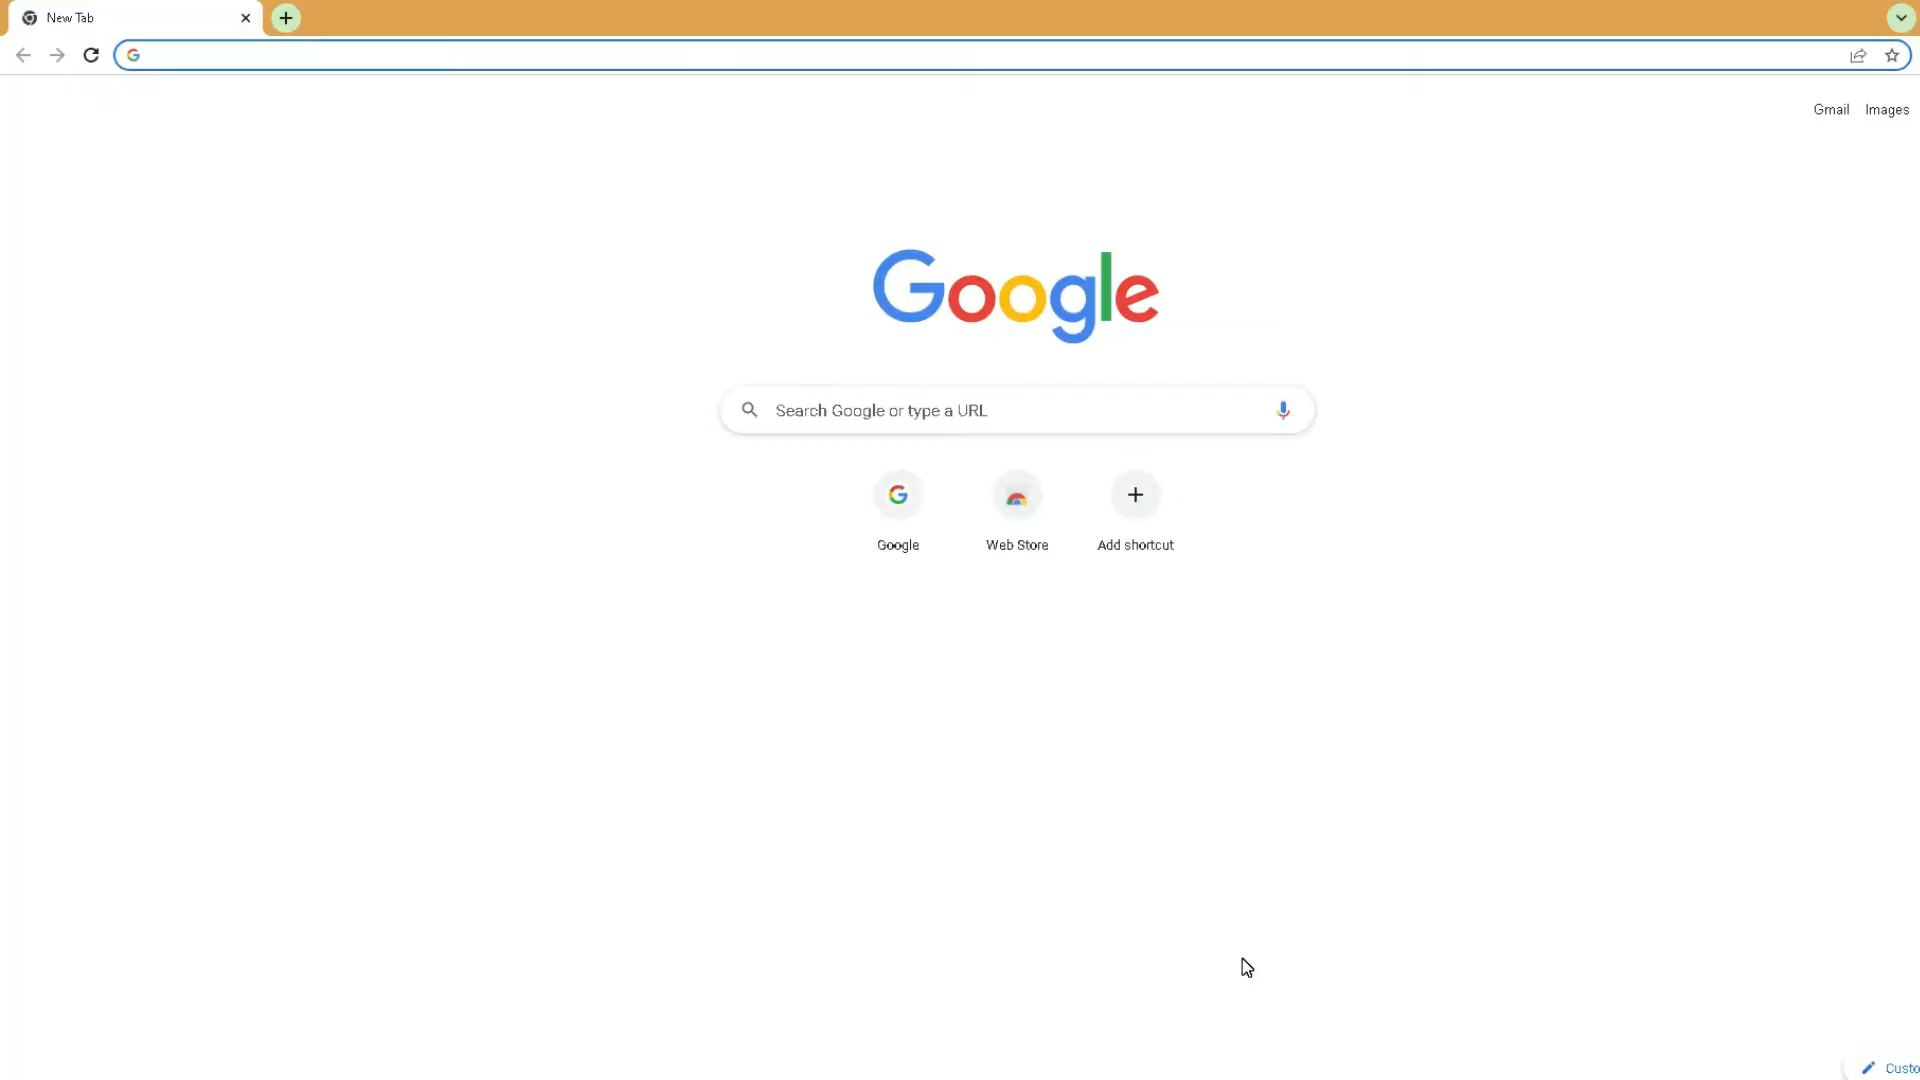 New Tab
Gmail Images
Google
Search Google or type a URL
Google Web Store Add shortcut
Custo